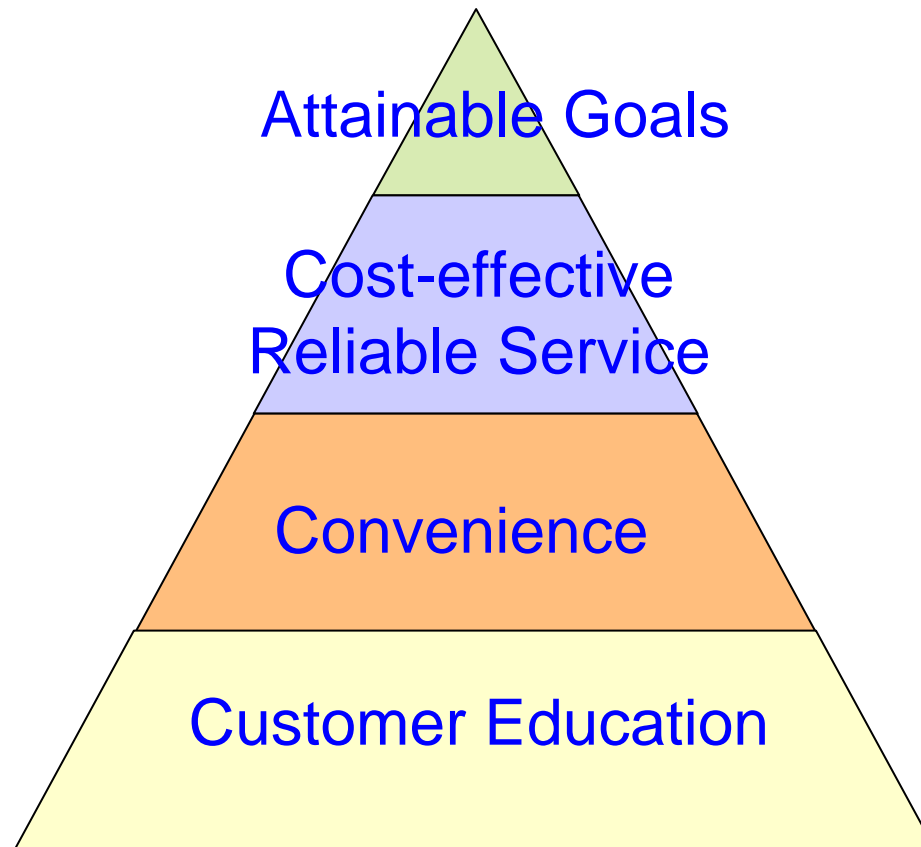 Attainable Goals
Cost-effective
Reliable Service
Convenience
Customer Education